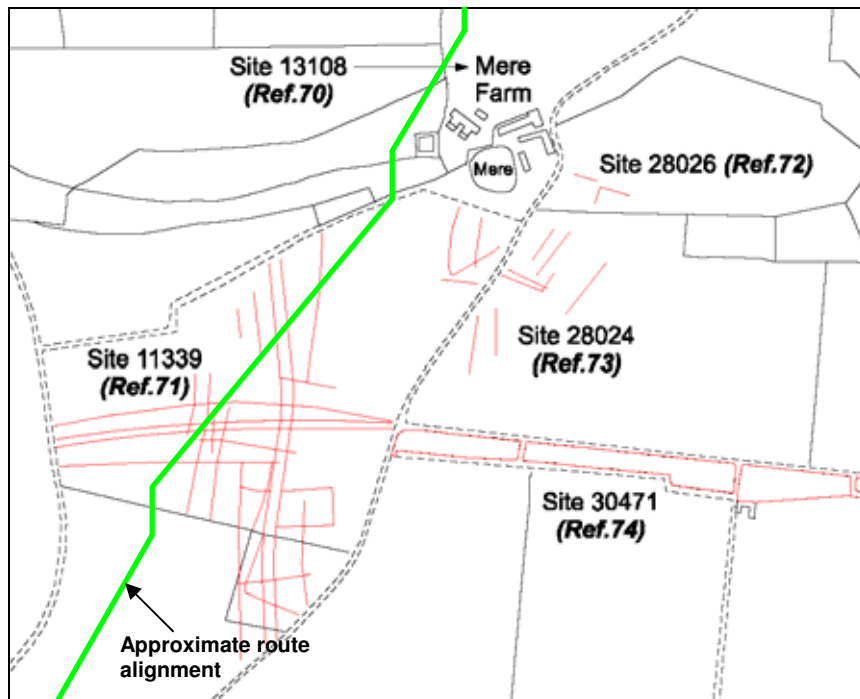 Site 13108
(Ref.70)
Mere
Farm
Mere
Site 28026 (Ref.72)
Site 11339
(Ref.71)
Site 28024
(Ref.73)
Site 30471
(Ref.74)
Approximate route
alignment